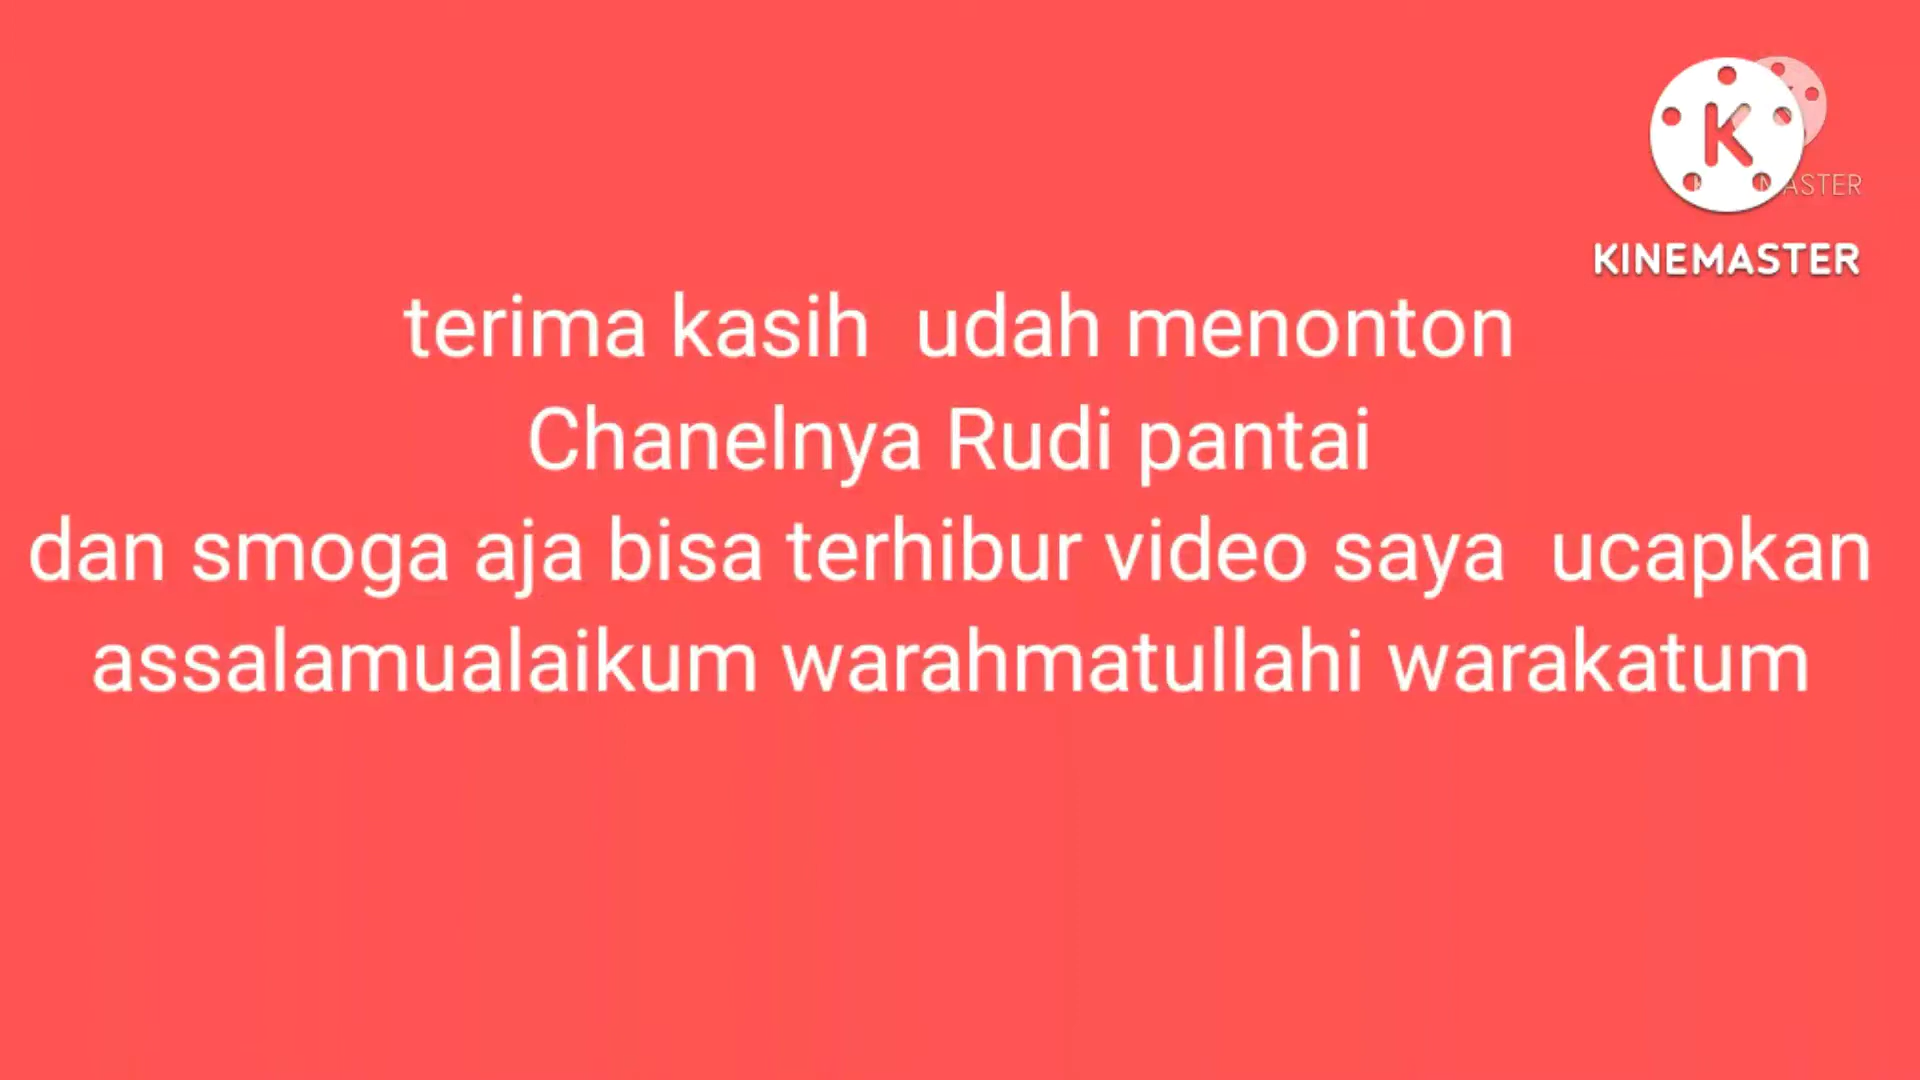 KINEMASTER
terima kasih  udah menonton
Chanelnya Rudi pantai
dan smoga aja bisa terhibur video saya  ucapkan
assalamualaikum warahmatullahi warakatum